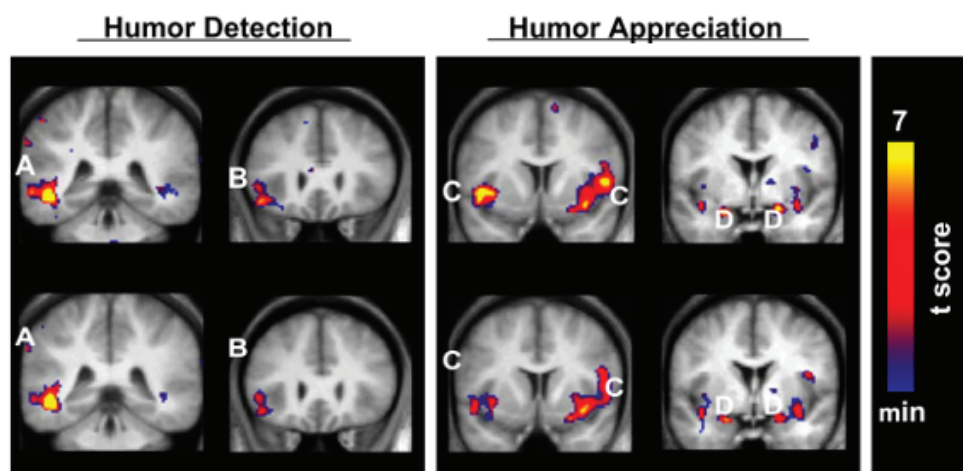 Humor Detection
Humor Appreciation
A
B
C
C
D
D
A
B
C
C
D
D
7
t score
min